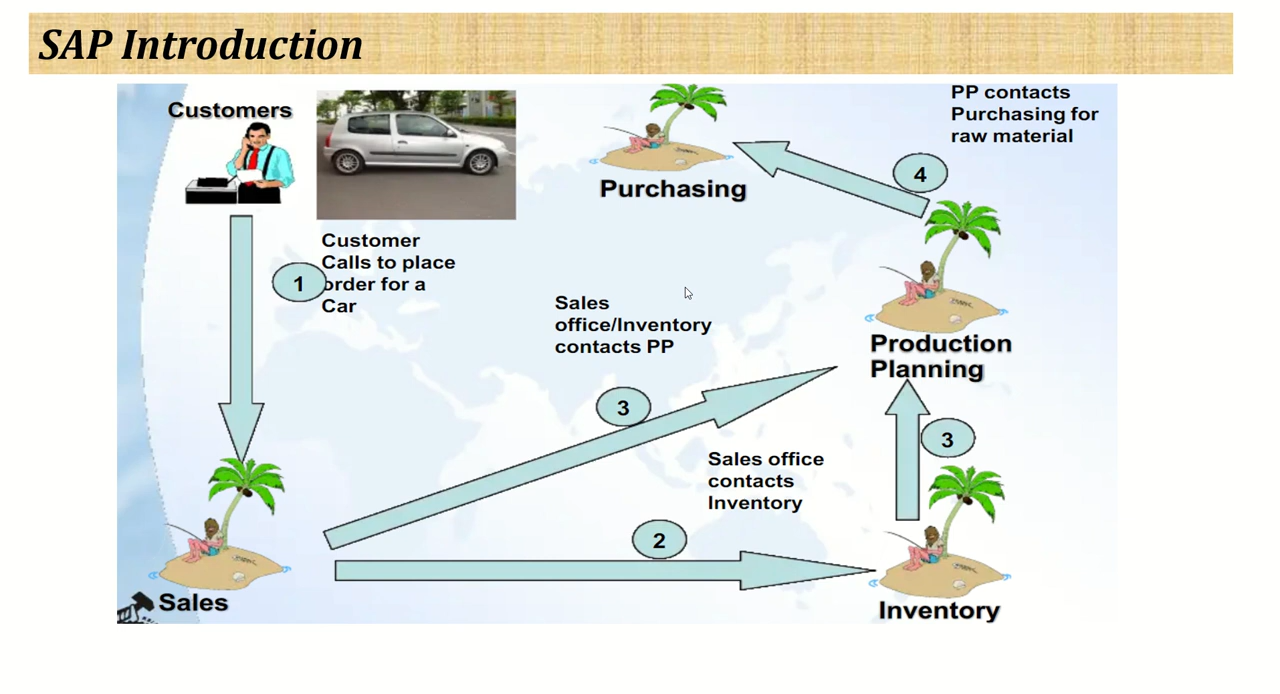 SAP Introduction
Customers
Customer
Calls to place
order for a
Car
1
Purchasing
PP contacts
Purchasing for
raw material
4
Production
Planning
Sales
office/Inventory
contacts PP
3
3
Sales office
contacts
Inventory
2
Sales
Inventory